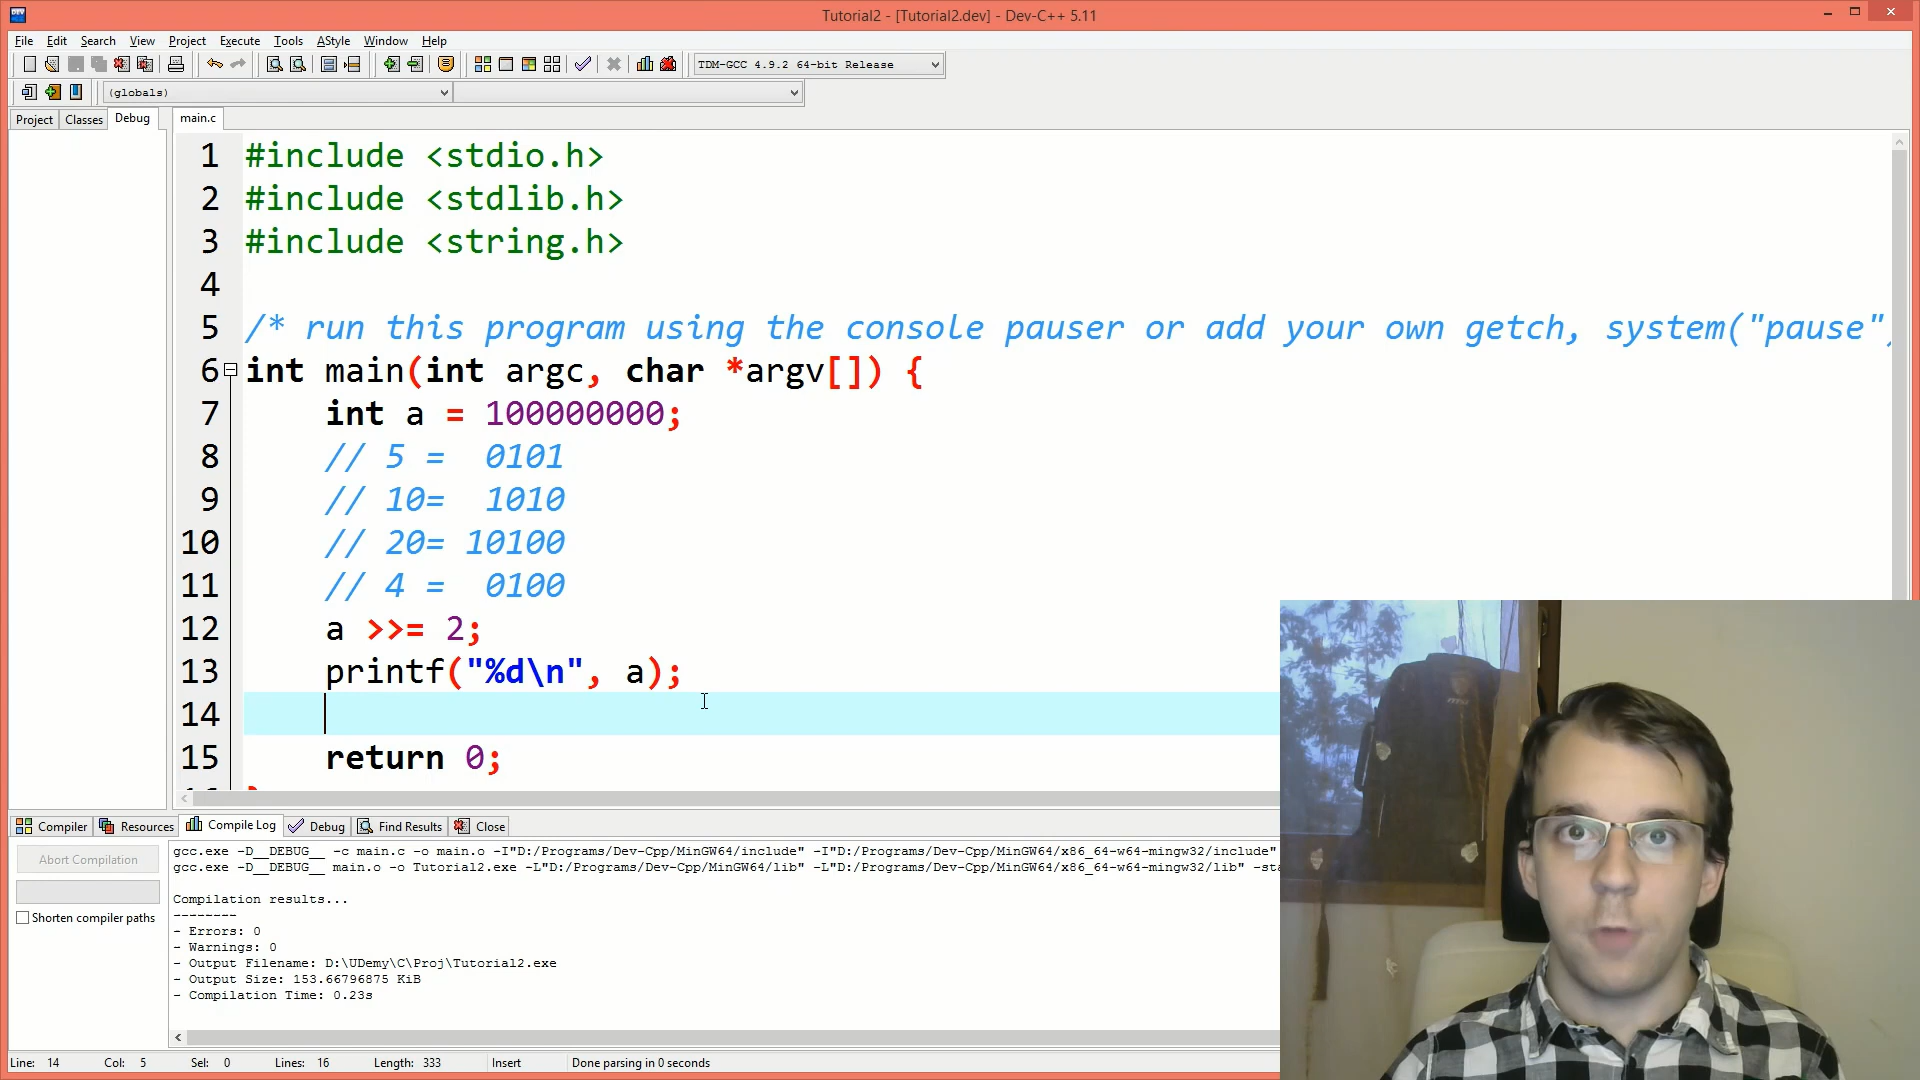 Tutorial2 - [Tutorial2.dev] - Dev-C++ 5.11
File Edit Search View Project Execute Tools AStyle Window Help
TDM-GCC 4.9.2 64-bit Release
(globals)
Project Classes Debug main.c
1 #include <stdio.h>
2 #include <stdlib.h>
3 #include <string.h>
4
5 /* run this program using the console pauser or add your own getch, system("pause"
6 int main(int argc, char *argv[]) {
7 int a = 100000000;
8 // 5 = 0101
9 // 10= 1010
10 // 20= 10100
11 // 4 = 0100
12 a >>= 2;
13 printf("%d\n", a);
14
15 return 0;
Compiler Resources Compile Log Debug Find Results Close
Abort Compilation
Shorten compiler paths
gcc.exe -D__DEBUG__ -c main.c -o main.o -I"D:/Programs/Dev-Cpp/MinGW64/include" -I"D:/Programs/Dev-Cpp/MinGW64/x86_64-w64-mingw32/include"
gcc.exe -D__DEBUG__ main.o -o Tutorial2.exe -L"D:/Programs/Dev-Cpp/MinGW64/lib" -L"D:/Programs/Dev-Cpp/MinGW64/x86_64-w64-mingw32/lib" -sta
Compilation results...
--------
- Errors: 0
- Warnings: 0
- Output Filename: D:\UDemy\C\Proj\Tutorial2.exe
- Output Size: 153.66796875 KiB
- Compilation Time: 0.23s
Line: 14 Col: 5 Sel: 0 Lines: 16 Length: 333 Insert Done parsing in 0 seconds